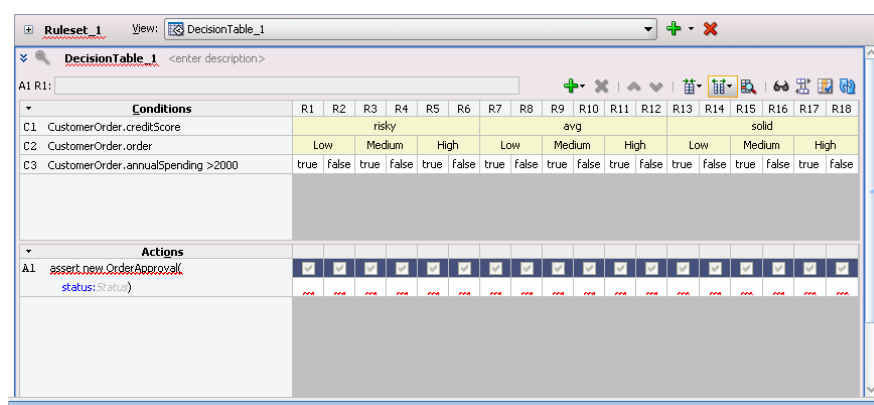 Ruleset_1 View: DecisionTable_1
DecisionTable_1 <enter description>
A1 R1:
Conditions R1 R2 R3 R4 R5 R6 R7 R8 R9 R10 R11 R12 R13 R14 R15 R16 R17 R18
C1 CustomerOrder.creditScore risky avg solid
C2 CustomerOrder.order Low Medium High Low Medium High Low Medium High
C3 CustomerOrder.annualSpending >2000 true false true false true false true false true false true false true false true false true false
Actions
A1 assert new OrderApproval(
status:Status)